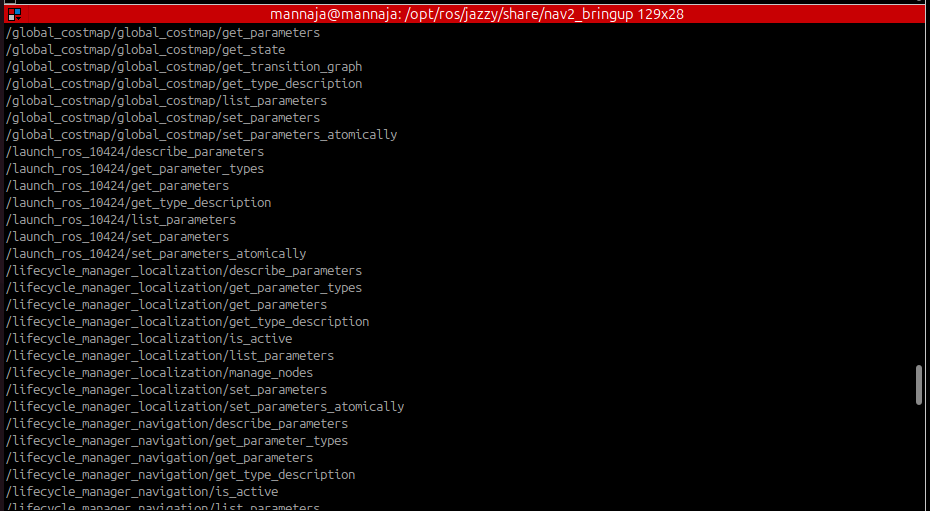 mannaja@mannaja: /opt/ros/jazzy/share/nav2_bringup 129x28
/global_costmap/global_costmap/get_parameters
/global_costmap/global_costmap/get_state
/global_costmap/global_costmap/get_transition_graph
/global_costmap/global_costmap/get_type_description
/global_costmap/global_costmap/list_parameters
/global_costmap/global_costmap/set_parameters
/global_costmap/global_costmap/set_parameters_atomically
/launch_ros_10424/describe_parameters
/launch_ros_10424/get_parameter_types
/launch_ros_10424/get_parameters
/launch_ros_10424/get_type_description
/launch_ros_10424/list_parameters
/launch_ros_10424/set_parameters
/launch_ros_10424/set_parameters_atomically
/lifecycle_manager_localization/describe_parameters
/lifecycle_manager_localization/get_parameter_types
/lifecycle_manager_localization/get_parameters
/lifecycle_manager_localization/get_type_description
/lifecycle_manager_localization/is_active
/lifecycle_manager_localization/list_parameters
/lifecycle_manager_localization/manage_nodes
/lifecycle_manager_localization/set_parameters
/lifecycle_manager_localization/set_parameters_atomically
/lifecycle_manager_navigation/describe_parameters
/lifecycle_manager_navigation/get_parameter_types
/lifecycle_manager_navigation/get_parameters
/lifecycle_manager_navigation/get_type_description
/lifecycle_manager_navigation/is_active
/lifecycle_manager_navigation/list_parameters